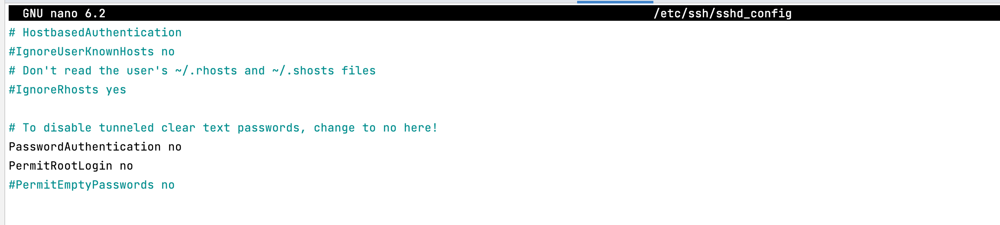 GNU nano 6.2 /etc/ssh/sshd_config
# HostbasedAuthentication
#IgnoreUserKnownHosts no
# Don't read the user's ~/.rhosts and ~/.shosts files
#IgnoreRhosts yes
# To disable tunneled clear text passwords, change to no here!
PasswordAuthentication no
PermitRootLogin no
#PermitEmptyPasswords no